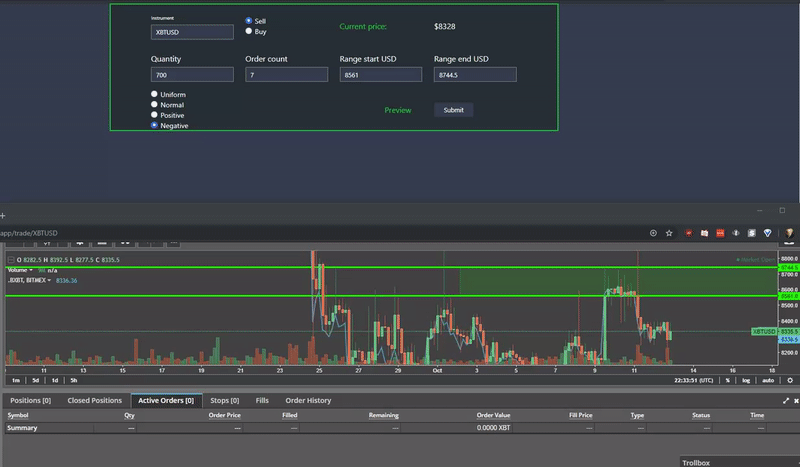 Instrument
XBTUSD
Sell
Buy
Current price:
$8328
Quantity
Order count
Range start USD
Range end USD
700
7
8561
8744.5
Uniform
Normal
Positive
Negative
Preview
Submit
app/trade/XBTUSD
O 8282.5 H 8392.5 L 8277.5 C 8335.5
Market Open
Volume n/a
.BXBT, BITMEX 8336.36
8800.0
8744.5
8600.0
8561.0
8500.0
8400.0
XBTUSD 8335.5
8336.5
8200.0
11 13 15 17 19 21 23 25 27 29 Oct 3 5 7 9 11 13 14 16 18
1m 5d 1d 5h
22:33:51 (UTC) % log auto
Positions [0] Closed Positions Active Orders [0] Stops [0] Fills Order History
Symbol Qty Order Price Filled Remaining Order Value Fill Price Type Status Time
Summary — — — — 0.0000 XBT — — — —
Trollbox